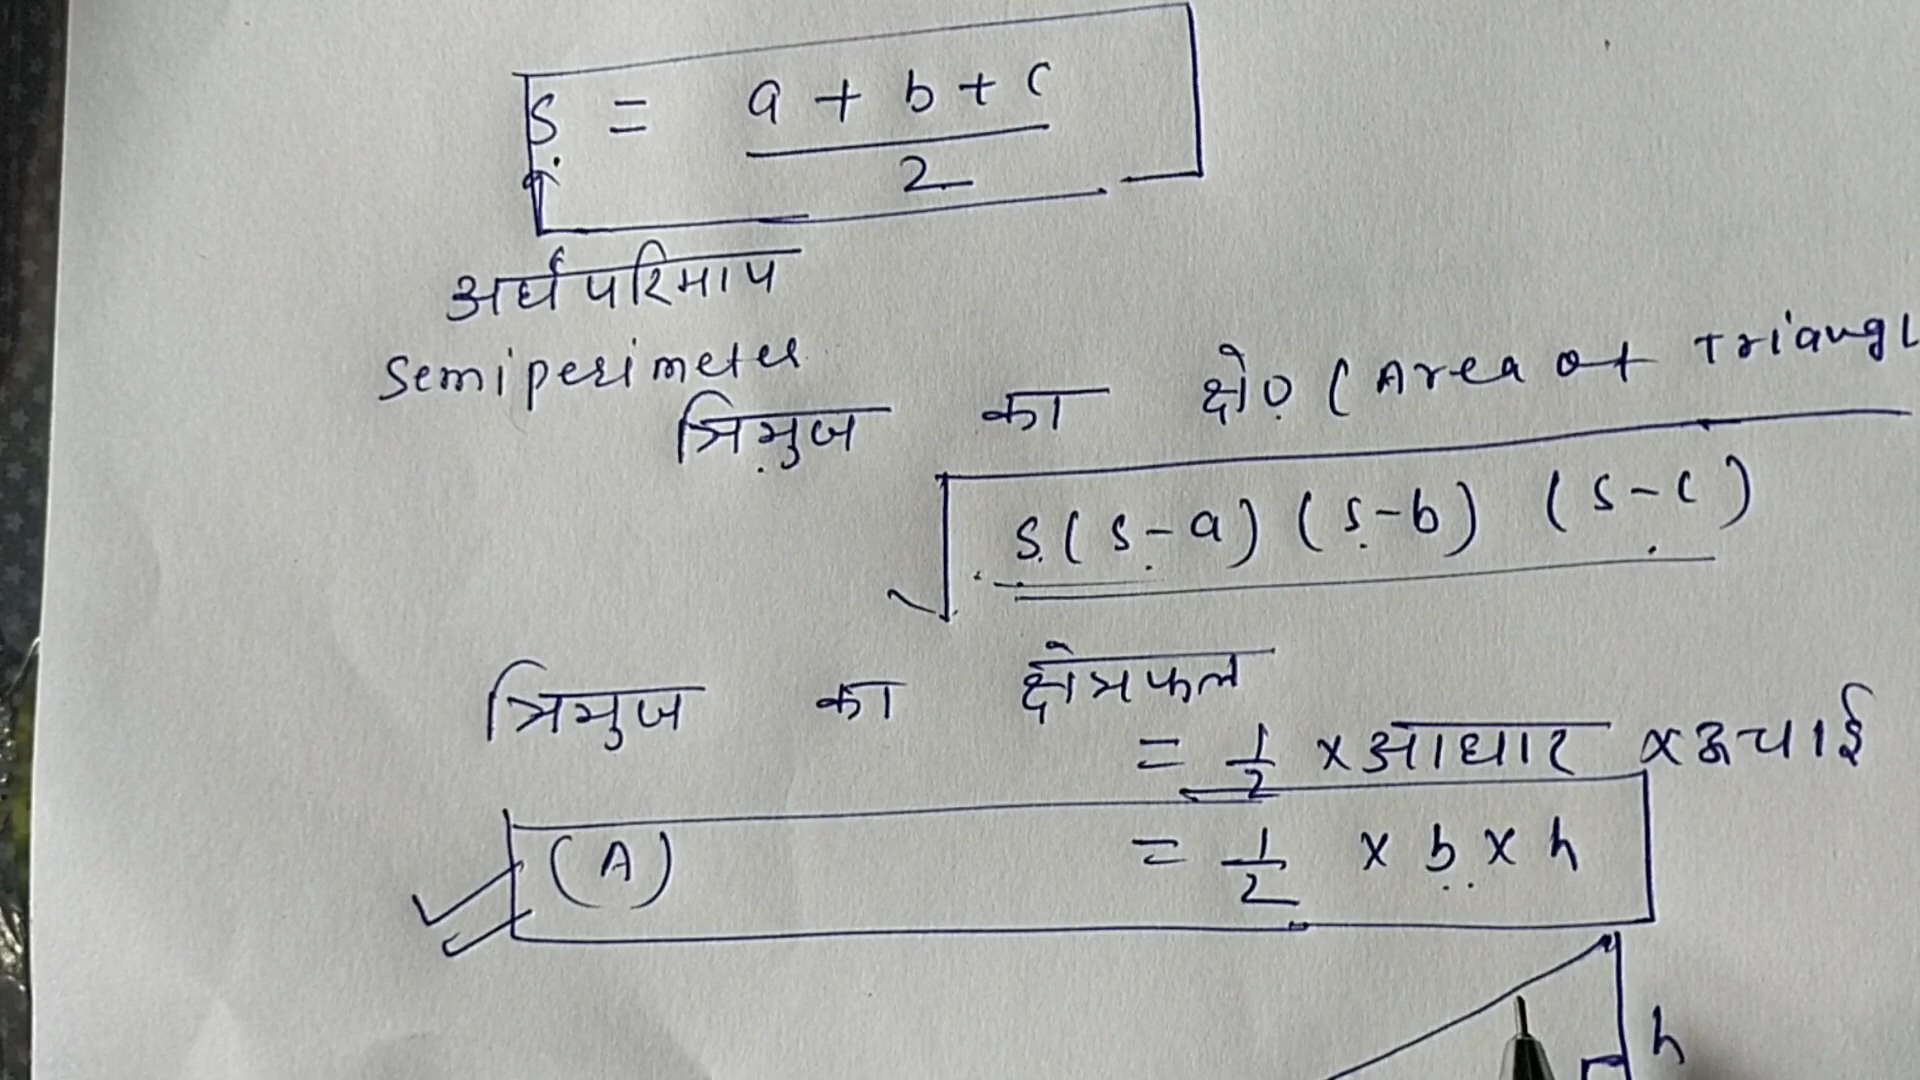 S = a + b + c / 2
अर्धपरिमाप
Semiperimeter
त्रिभुज का क्षे० (Area of Triangl
√ S(s-a) (s-b) (s-c)
त्रिभुज का क्षेत्रफल
= 1/2 × आधार × ऊचाई
(A) = 1/2 × b × h
h